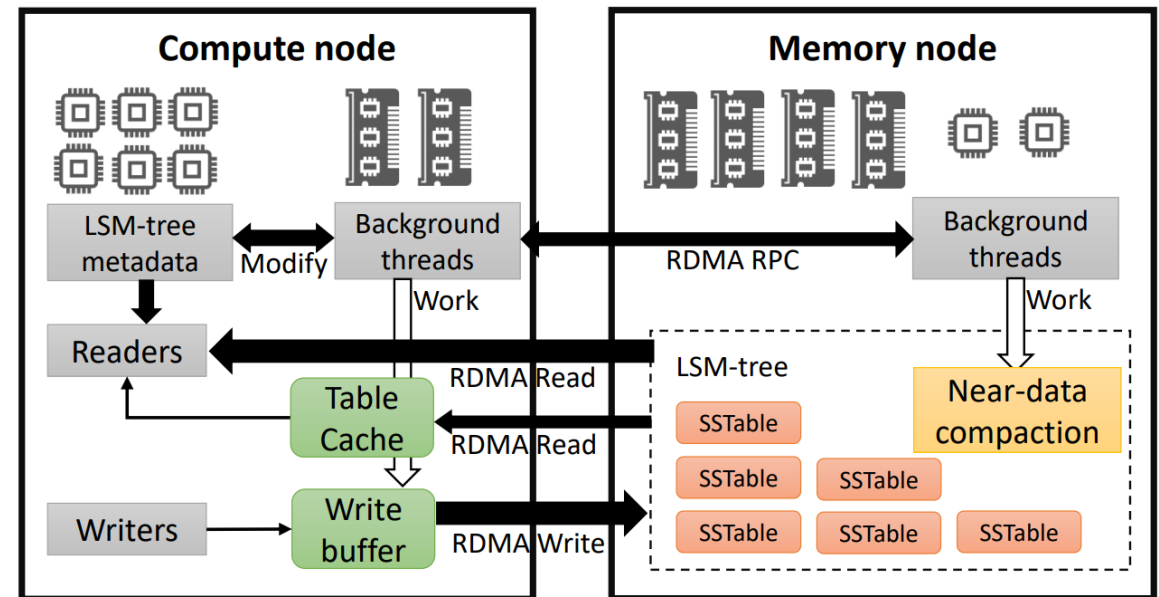 Compute node
Memory node
LSM-tree
metadata
Modify
Background
threads
RDMA RPC
Background
threads
Work
Work
Readers
RDMA Read
LSM-tree
Near-data
compaction
Table
Cache
RDMA Read
SSTable
SSTable
SSTable
Writers
Write
buffer
RDMA Write
SSTable
SSTable
SSTable